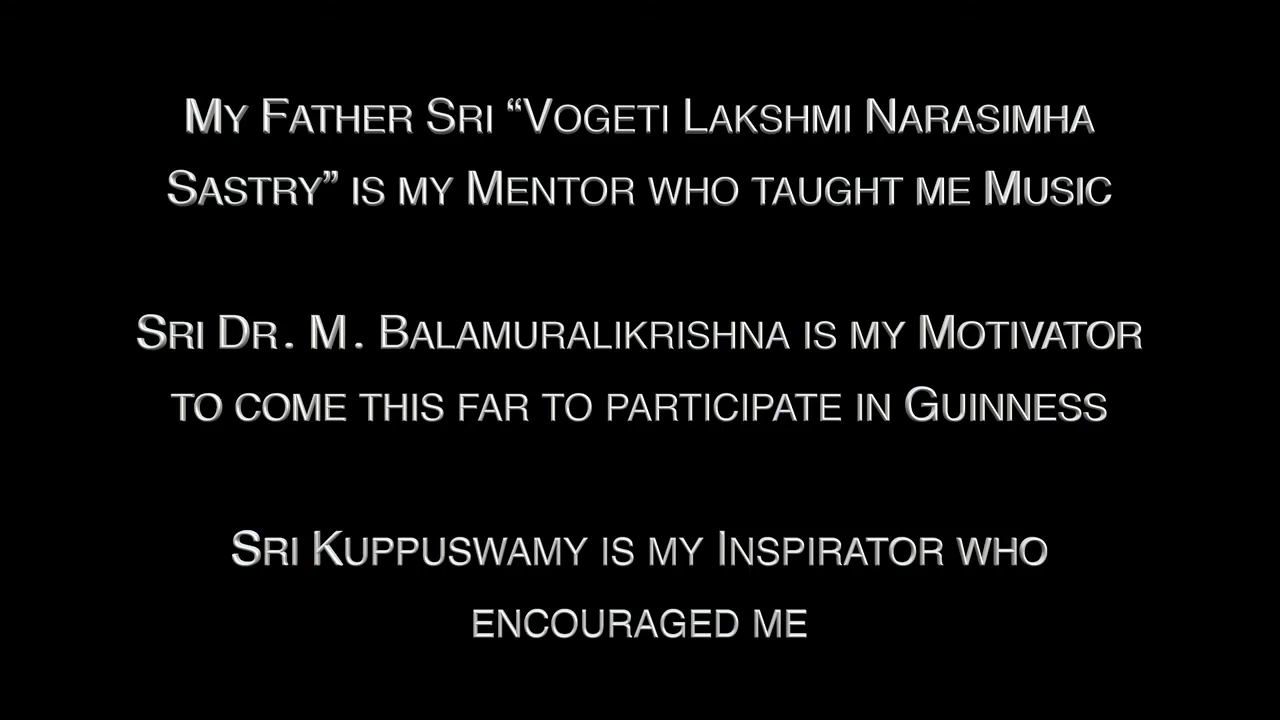 My Father Sri “Vogeti Lakshmi Narasimha
Sastry” is my Mentor who taught me Music
Sri Dr. M. Balamuralikrishna is my Motivator
to come this far to participate in Guinness
Sri Kuppuswamy is my Inspirator who
encouraged me